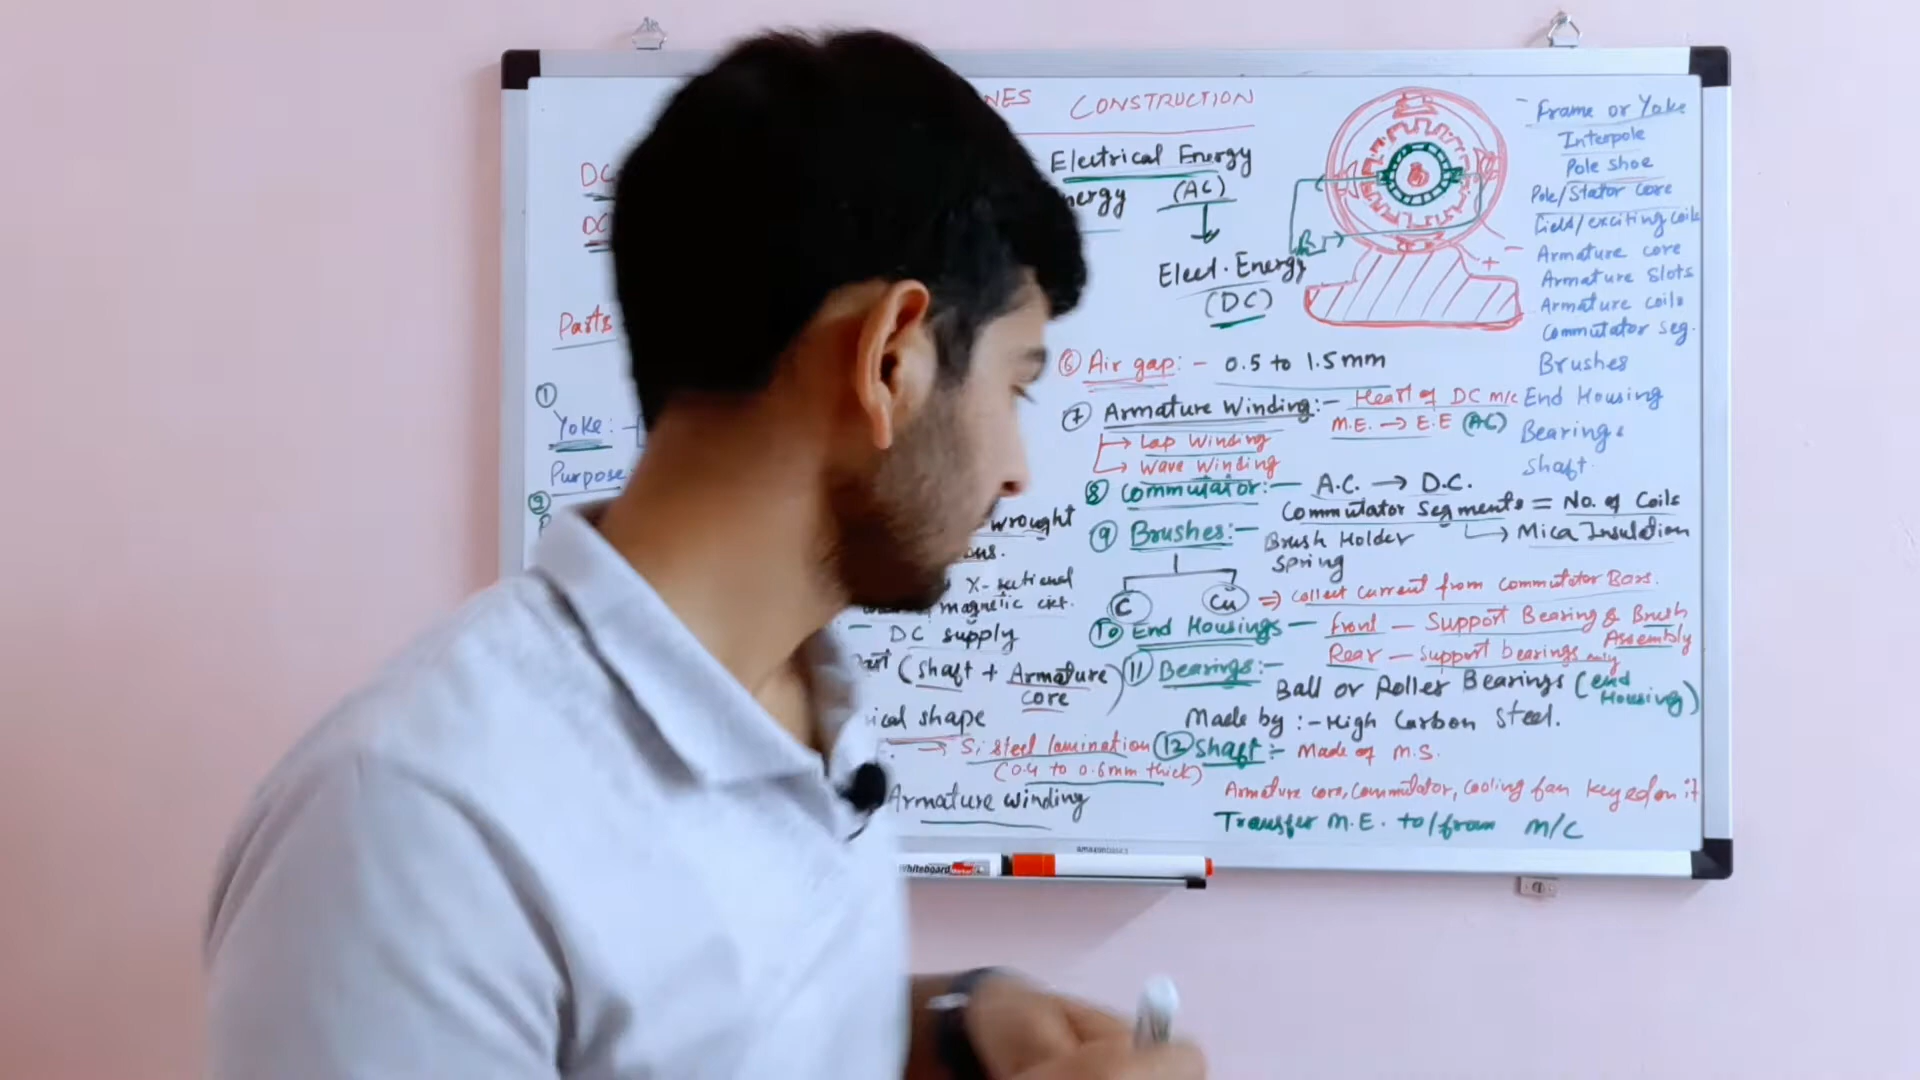 CONSTRUCTION
DC
Electrical Energy
(AC)
DC
Elect. Energy
(DC)
Frame or Yoke
Interpole
Pole shoe
Pole/Stator core
Field/exciting coils
Armature core
Armature Slots
Armature coils
Commutator seg.
Brushes
End Housing
Bearings
Shaft.
+
Parts
①
Yoke:-
Purpose
②
wrought
X-sectional
magnetic ckt.
DC supply
(shaft + Armature core)
shape
Si steel lamination
(0.4 to 0.6mm thick)
Armature winding
⑥ Air gap: - 0.5 to 1.5mm
⑦ Armature Winding:- Heart of DC m/c
M.E. → E.E (AC)
→ Lap Winding
→ Wave Winding
⑧ Commutator:- A.C. → D.C.
Commutator Segments = No. of Coils
→ Mica Insulation
⑨ Brushes:- Brush Holder
Spring
C Cu ⇒ collect current from commutator Bars.
⑩ End Housings - Front - Support Bearing & Brush Assembly
Rear - Support bearings only
⑪ Bearings:-
Ball or Roller Bearings (end Housing)
Made by :- High Carbon Steel.
⑫ Shaft:- Made of M.S.
Armature core, Commutator, cooling fan keyed on it
Transfer M.E. to/from m/c
amazonbasics
Whiteboard